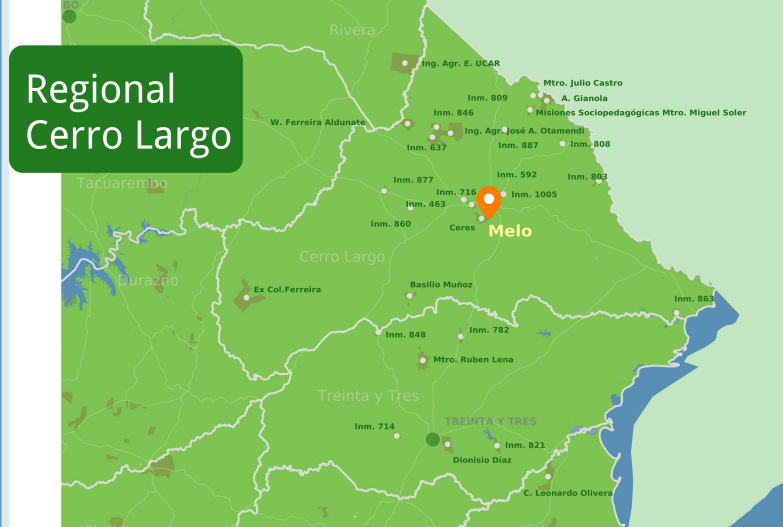 BO
Rivera
Regional
Cerro Largo
Ing. Agr. E. UCAR
Mtro. Julio Castro
Inm. 809
A. Gianola
Inm. 846
Misiones Sociopedagógicas Mtro. Miguel Soler
W. Ferreira Aldunate
Ing. Agr. José A. Otamendi
Inm. 637
Inm. 887
Inm. 808
Tacuarembo
Inm. 877
Inm. 592
Inm. 803
Inm. 716
Inm. 1005
Inm. 463
Inm. 860
Ceres
Melo
Cerro Largo
Durazno
Ex Col.Ferreira
Basilio Muñoz
Inm. 863
Inm. 848
Inm. 782
Mtro. Ruben Lena
Treinta y Tres
Inm. 714
TREINTA Y TRES
Inm. 821
Dionisio Díaz
C. Leonardo Olivera